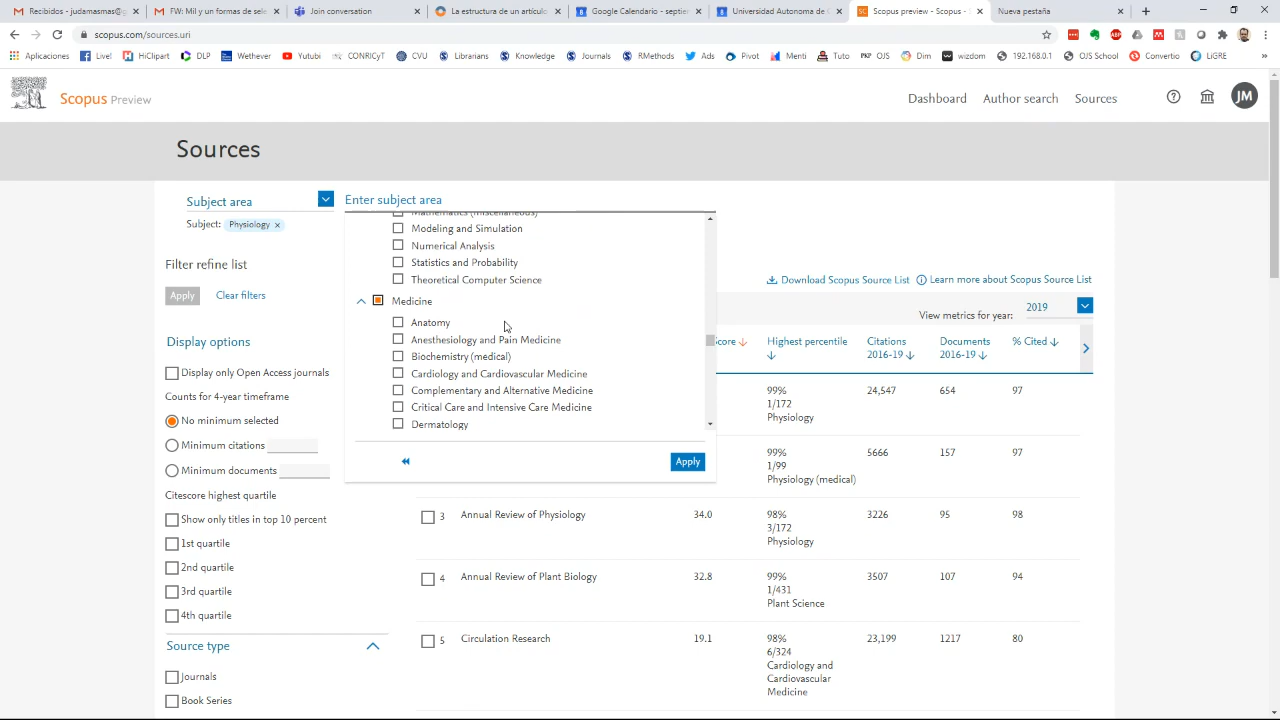 Recibidos - judamasmas@g
FW: Mil y un formas de sele
Join conversation
La estructura de un artículo
Google Calendario - septie
Universidad Autonoma de
Scopus preview - Scopus - S
Nueva pestaña
scopus.com/sources.uri
Aplicaciones
Live!
HiClipart
DLP
Wethever
Yutubi
CONRICyT
CVU
Librarians
Knowledge
Journals
RMethods
Ads
Pivot
Menti
Tuto
OJS
Dim
wizdom
192.168.0.1
OJS School
Convertio
LiGRE
Scopus Preview
Dashboard
Author search
Sources
JM
Sources
Subject area
Enter subject area
Subject: Physiology ×
Mathematics (miscellaneous)
Modeling and Simulation
Numerical Analysis
Statistics and Probability
Theoretical Computer Science
Medicine
Anatomy
Anesthesiology and Pain Medicine
Biochemistry (medical)
Cardiology and Cardiovascular Medicine
Complementary and Alternative Medicine
Critical Care and Intensive Care Medicine
Dermatology
Apply
Filter refine list
Apply
Clear filters
Display options
Display only Open Access journals
Counts for 4-year timeframe
No minimum selected
Minimum citations
Minimum documents
Citescore highest quartile
Show only titles in top 10 percent
1st quartile
2nd quartile
3rd quartile
4th quartile
Source type
Journals
Book Series
Download Scopus Source List
Learn more about Scopus Source List
View metrics for year: 2019
core
Highest percentile
Citations 2016-19
Documents 2016-19
% Cited
99% 24,547 654 97
1/172
Physiology
99% 5666 157 97
1/99
Physiology (medical)
3 Annual Review of Physiology 34.0 98% 3226 95 98
3/172
Physiology
4 Annual Review of Plant Biology 32.8 99% 3507 107 94
1/431
Plant Science
5 Circulation Research 19.1 98% 23,199 1217 80
6/324
Cardiology and
Cardiovascular
Medicine